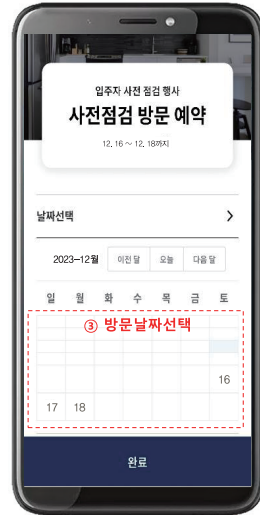 입주자 사전 점검 행사
사전점검 방문 예약
12. 16 ~ 12. 18까지
날짜선택 >
2023-12월 이전 달 오늘 다음 달
일 월 화 수 목 금 토
③ 방문날짜선택
16
17 18
완료